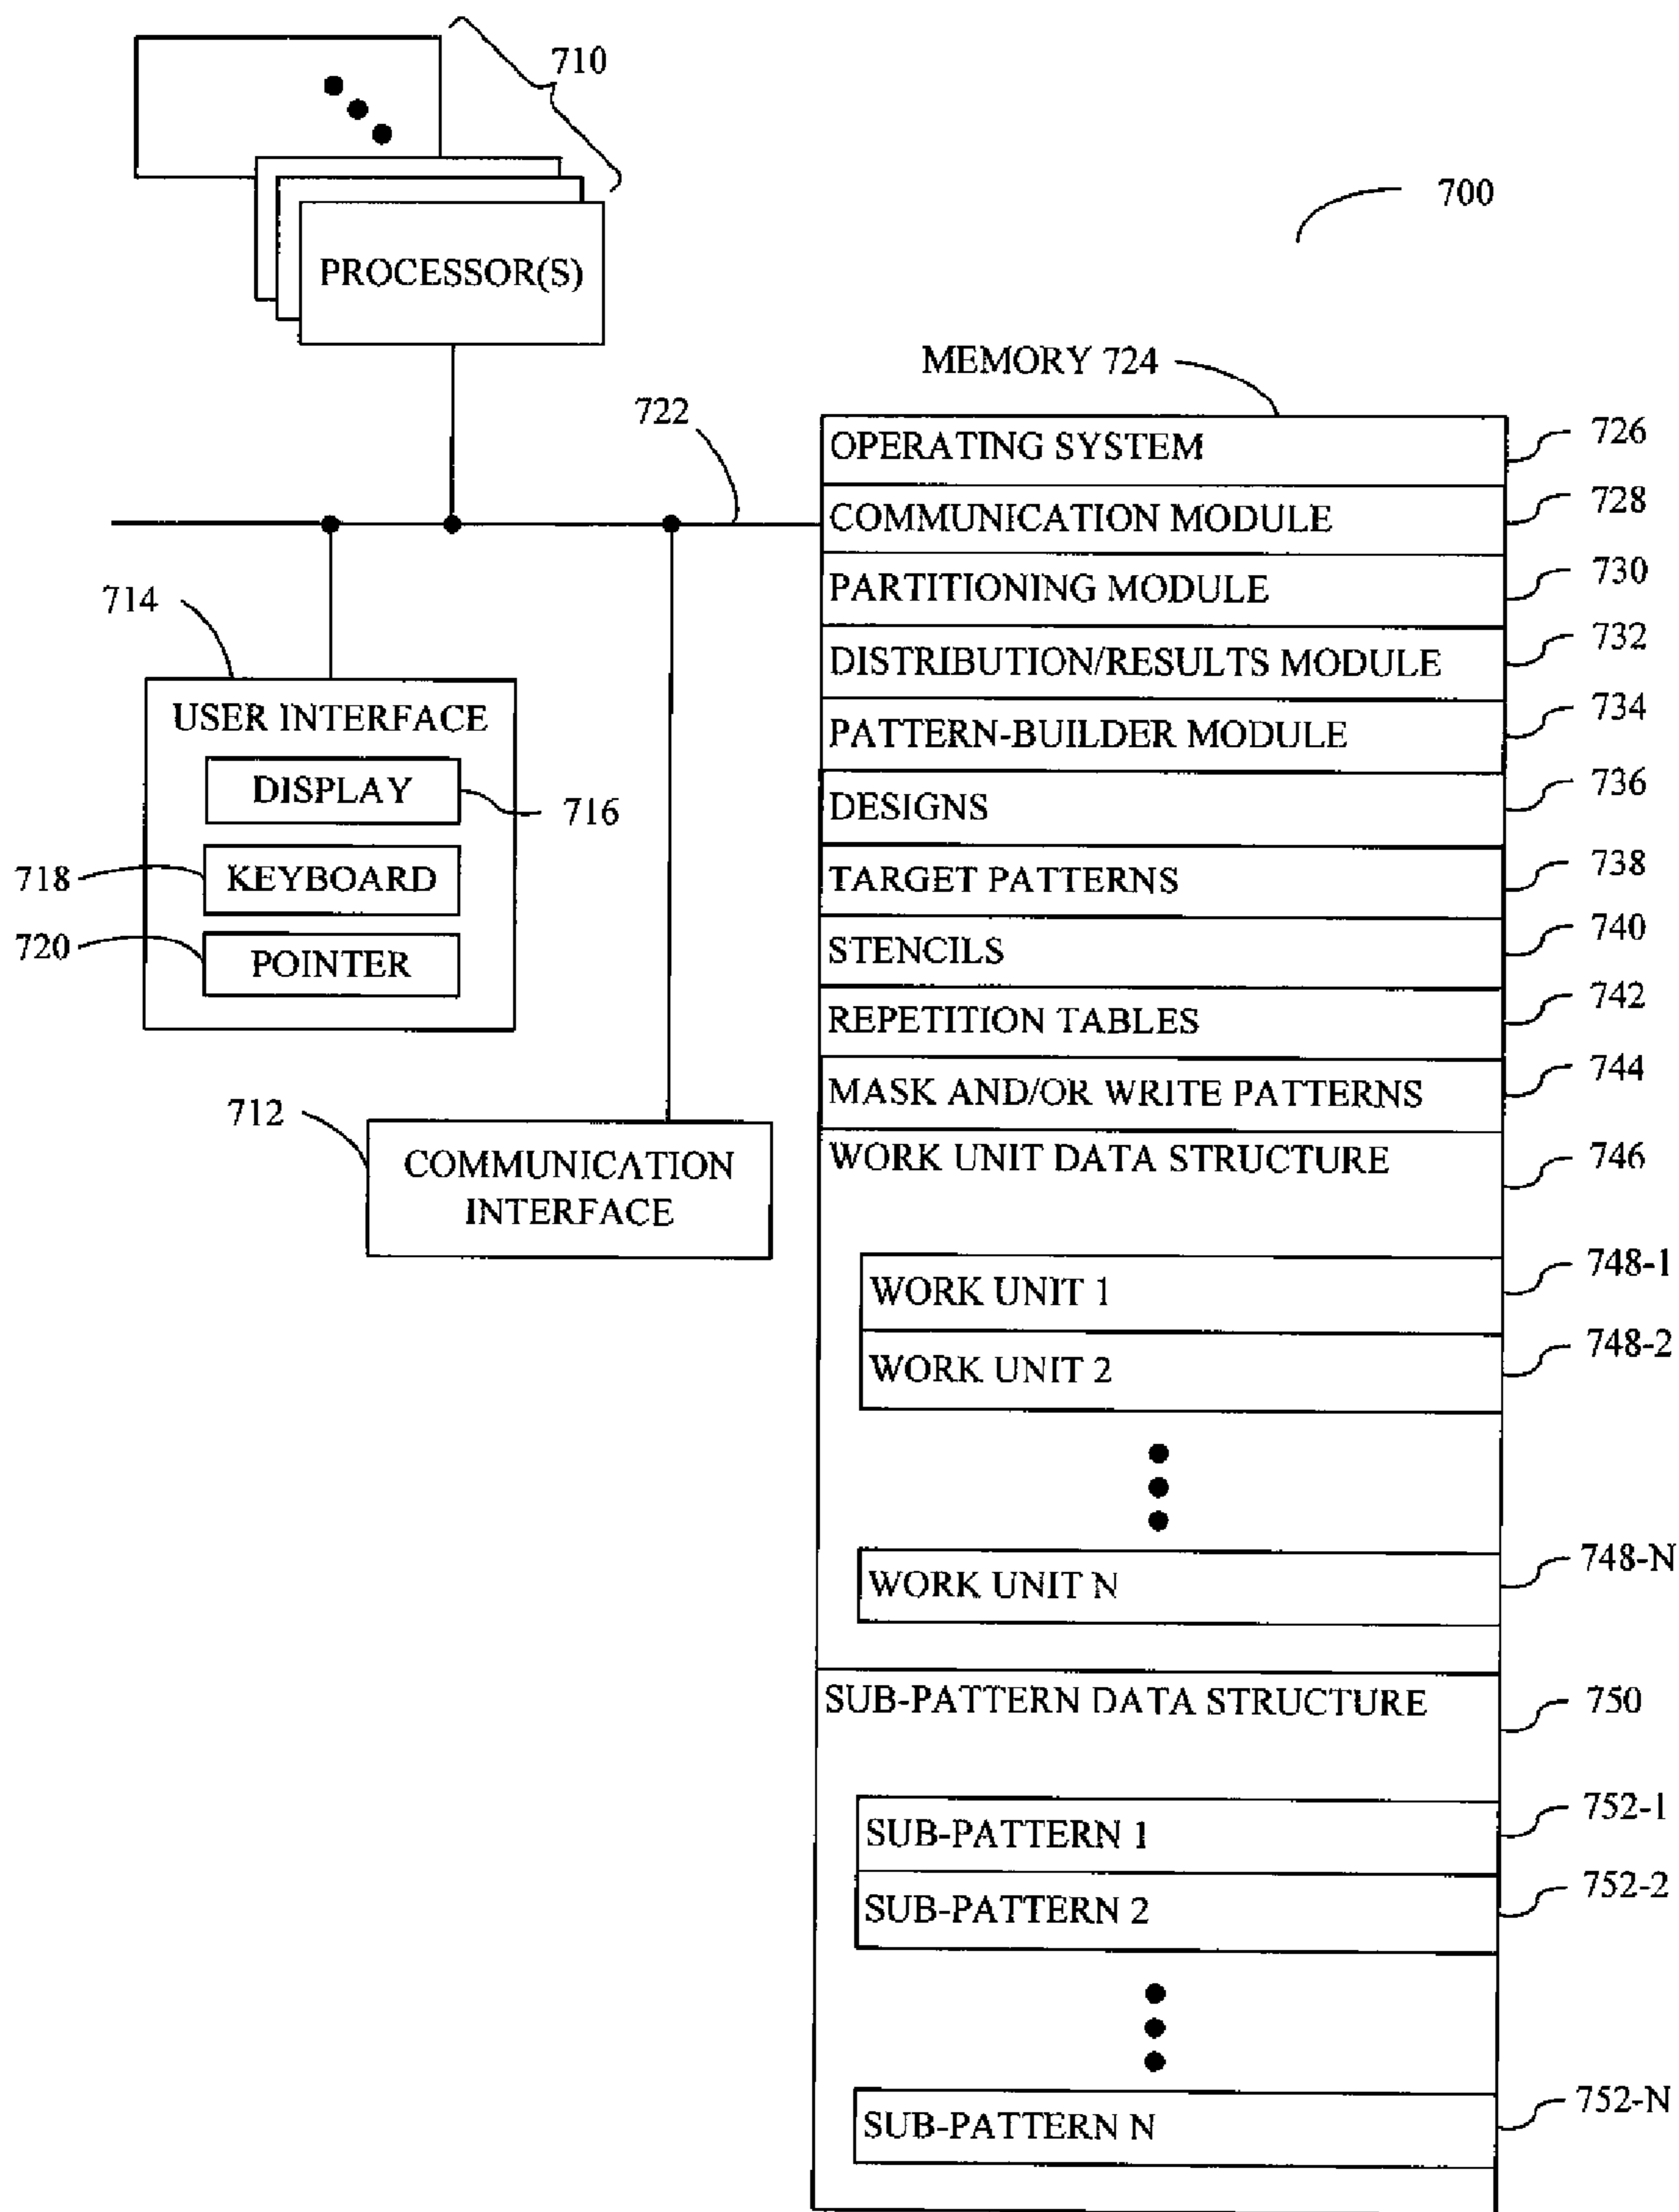 710
PROCESSOR(S)
700
MEMORY 724
722
OPERATING SYSTEM
726
COMMUNICATION MODULE
728
PARTITIONING MODULE
730
DISTRIBUTION/RESULTS MODULE
732
PATTERN-BUILDER MODULE
734
DESIGNS
736
TARGET PATTERNS
738
STENCILS
740
REPETITION TABLES
742
MASK AND/OR WRITE PATTERNS
744
WORK UNIT DATA STRUCTURE
746
WORK UNIT 1
748-1
WORK UNIT 2
748-2
WORK UNIT N
748-N
SUB-PATTERN DATA STRUCTURE
750
SUB-PATTERN 1
752-1
SUB-PATTERN 2
752-2
SUB-PATTERN N
752-N
714
USER INTERFACE
DISPLAY
716
718
KEYBOARD
720
POINTER
712
COMMUNICATION
INTERFACE